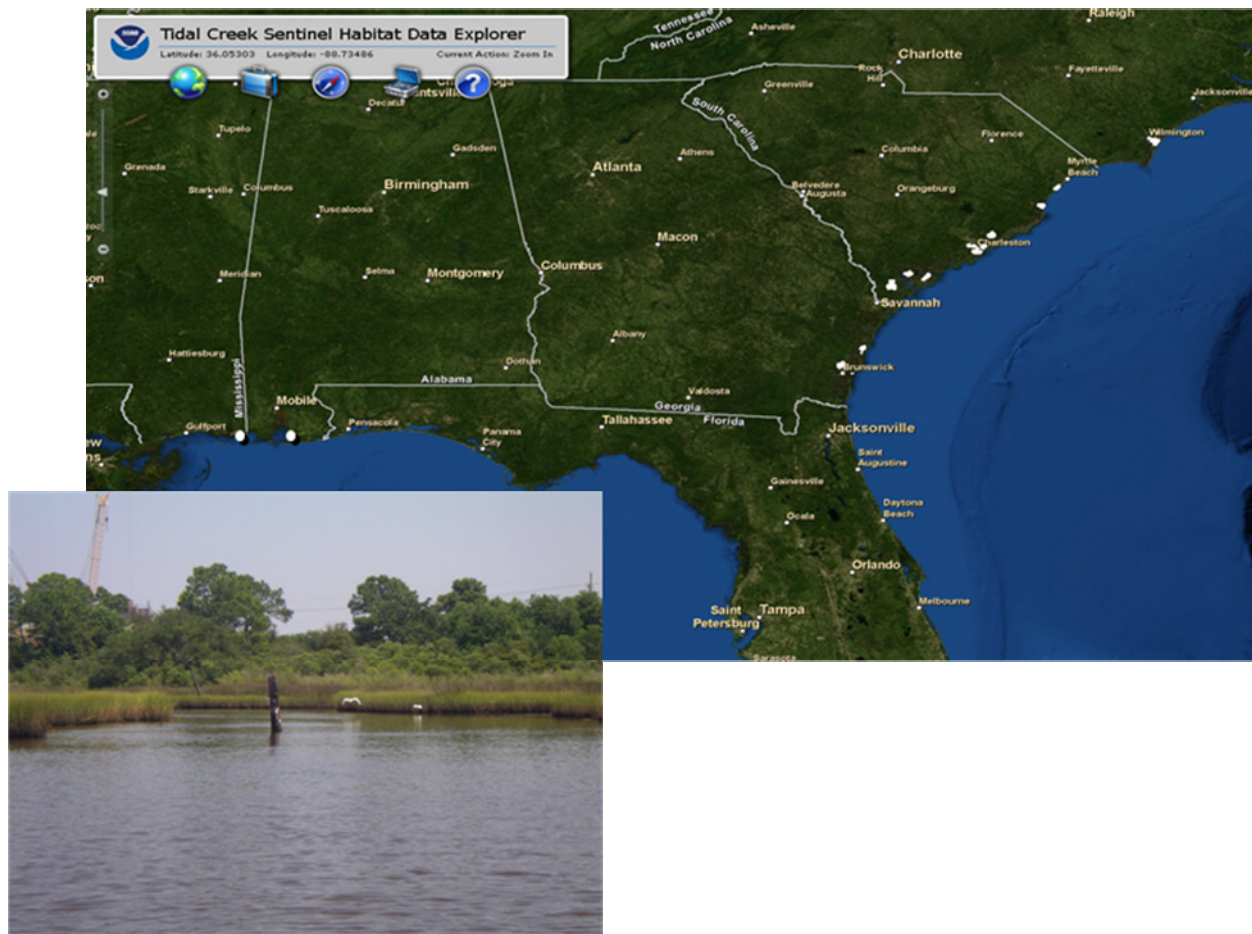 Tidal Creek Sentinel Habitat Data Explorer
Latitude: 36.05303 Longitude: -88.73486 Current Action: Zoom In
Tennessee
North Carolina
Asheville
Raleigh
Charlotte
Rock
Hill
Fayetteville
Greenville
Jacksonville
Decatur
Tupelo
South Carolina
Florence
Wilmington
Gadsden
Grenada
Atlanta
Athens
Columbia
Myrtle
Beach
Starkville
Columbus
Birmingham
Belvedere
Augusta
Orangeburg
Tuscaloosa
Macon
Charleston
Meridian
Selma
Montgomery
Columbus
Savannah
Albany
Hattiesburg
Dothan
Brunswick
Mississippi
Alabama
Valdosta
Mobile
Georgia
Florida
Gulfport
Pensacola
Panama
City
Tallahassee
Jacksonville
Saint
Augustine
Gainesville
Daytona
Beach
Ocala
Orlando
Melbourne
Saint
Petersburg
Tampa
Sarasota